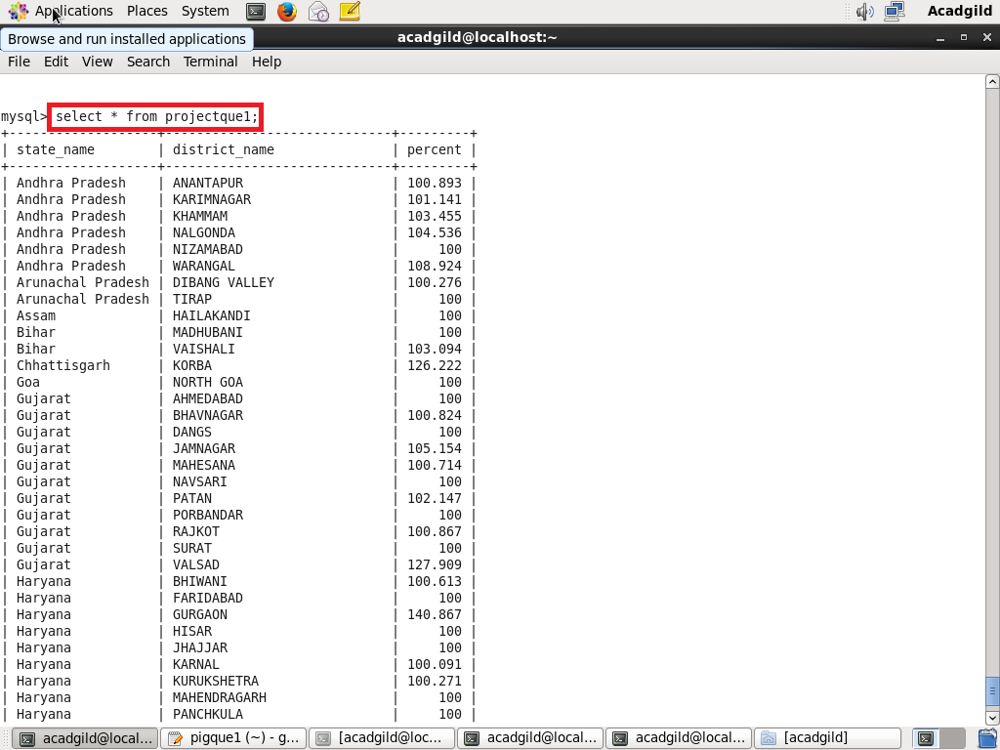 Applications Places System Acadgild
Browse and run installed applications
acadgild@localhost:~
File Edit View Search Terminal Help
mysql> select * from projectque1;
+-------------------+-----------------------------+---------+
| state_name        | district_name               | percent |
+-------------------+-----------------------------+---------+
| Andhra Pradesh    | ANANTAPUR                   | 100.893 |
| Andhra Pradesh    | KARIMNAGAR                  | 101.141 |
| Andhra Pradesh    | KHAMMAM                     | 103.455 |
| Andhra Pradesh    | NALGONDA                    | 104.536 |
| Andhra Pradesh    | NIZAMABAD                   |     100 |
| Andhra Pradesh    | WARANGAL                    | 108.924 |
| Arunachal Pradesh | DIBANG VALLEY               | 100.276 |
| Arunachal Pradesh | TIRAP                       |     100 |
| Assam             | HAILAKANDI                  |     100 |
| Bihar             | MADHUBANI                   |     100 |
| Bihar             | VAISHALI                    | 103.094 |
| Chhattisgarh      | KORBA                       | 126.222 |
| Goa               | NORTH GOA                   |     100 |
| Gujarat           | AHMEDABAD                   |     100 |
| Gujarat           | BHAVNAGAR                   | 100.824 |
| Gujarat           | DANGS                       |     100 |
| Gujarat           | JAMNAGAR                    | 105.154 |
| Gujarat           | MAHESANA                    | 100.714 |
| Gujarat           | NAVSARI                     |     100 |
| Gujarat           | PATAN                       | 102.147 |
| Gujarat           | PORBANDAR                   |     100 |
| Gujarat           | RAJKOT                      | 100.867 |
| Gujarat           | SURAT                       |     100 |
| Gujarat           | VALSAD                      | 127.909 |
| Haryana           | BHIWANI                     | 100.613 |
| Haryana           | FARIDABAD                   |     100 |
| Haryana           | GURGAON                     | 140.867 |
| Haryana           | HISAR                       |     100 |
| Haryana           | JHAJJAR                     |     100 |
| Haryana           | KARNAL                      | 100.091 |
| Haryana           | KURUKSHETRA                 | 100.271 |
| Haryana           | MAHENDRAGARH                |     100 |
| Haryana           | PANCHKULA                   |     100 |
acadgild@local... pigque1 (~) - g... [acadgild@loc... acadgild@local... acadgild@local... [acadgild]